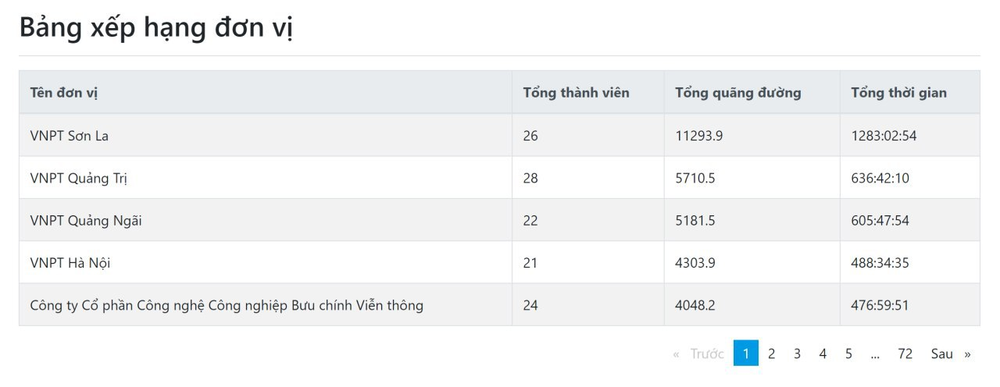 Bảng xếp hạng đơn vị
Tên đơn vị Tổng thành viên Tổng quãng đường Tổng thời gian
VNPT Sơn La 26 11293.9 1283:02:54
VNPT Quảng Trị 28 5710.5 636:42:10
VNPT Quảng Ngãi 22 5181.5 605:47:54
VNPT Hà Nội 21 4303.9 488:34:35
Công ty Cổ phần Công nghệ Công nghiệp Bưu chính Viễn thông 24 4048.2 476:59:51
« Trước 1 2 3 4 5 ... 72 Sau »